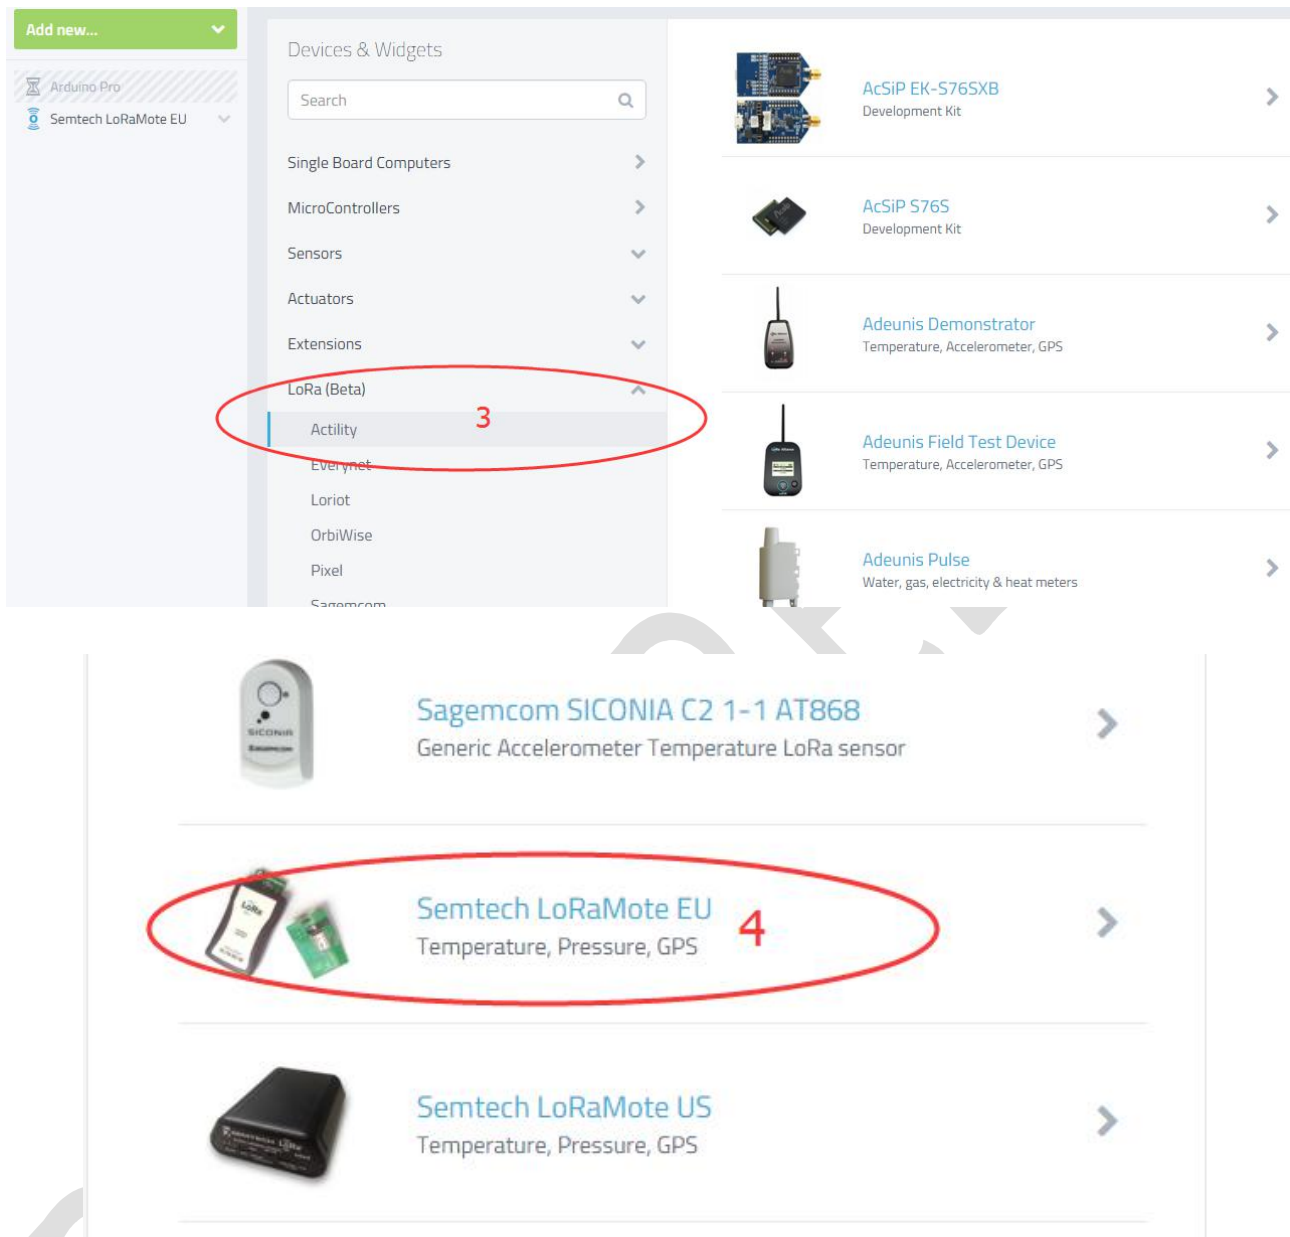 Add new...
Arduino Pro
Semtech LoRaMote EU
Devices & Widgets
Search
Single Board Computers
MicroControllers
Sensors
Actuators
Extensions
LoRa (Beta)
3
Actility
Everynet
Loriot
OrbiWise
Pixel
Sagemcom
AcSiP EK-S76SXB
Development Kit
AcSiP S76S
Development Kit
Adeunis Demonstrator
Temperature, Accelerometer, GPS
Adeunis Field Test Device
Temperature, Accelerometer, GPS
Adeunis Pulse
Water, gas, electricity & heat meters
SICONIA
Sagemcom SICONIA C2 1-1 AT868
Generic Accelerometer Temperature LoRa sensor
LoRa
Semtech LoRaMote EU
4
Temperature, Pressure, GPS
Semtech LoRaMote US
Temperature, Pressure, GPS